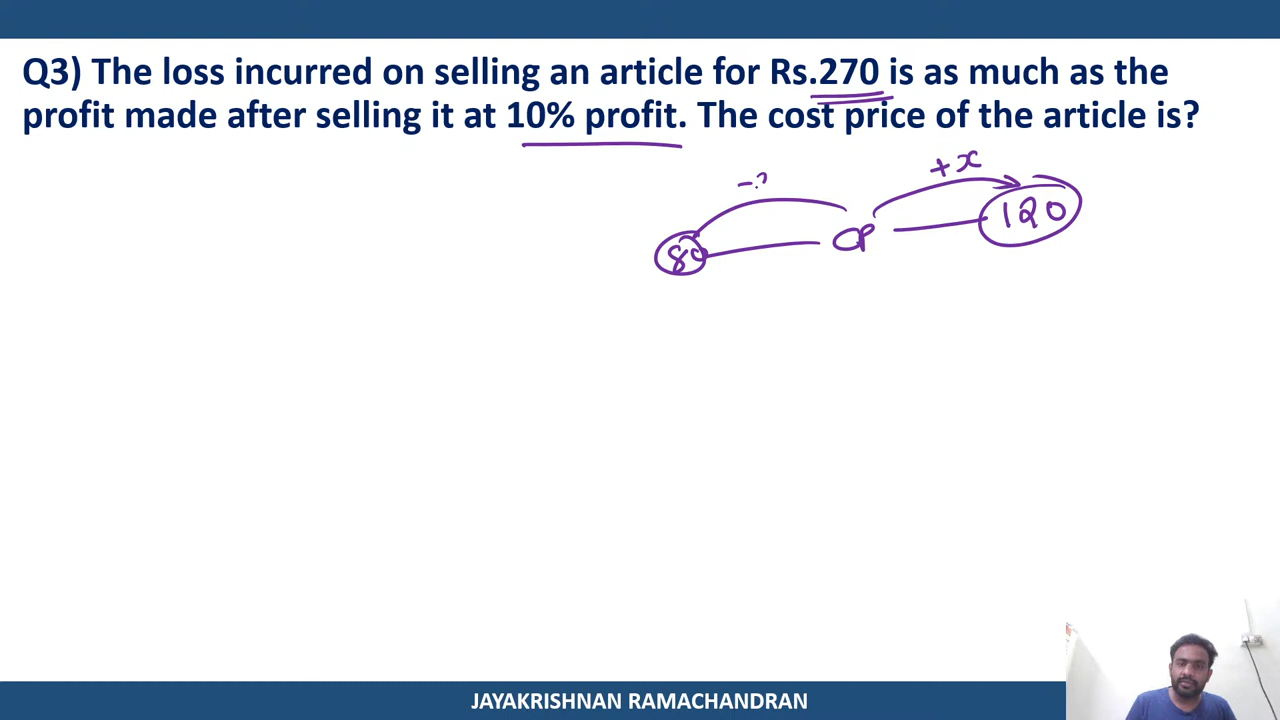 Q3) The loss incurred on selling an article for Rs.270 is as much as the
profit made after selling it at 10% profit. The cost price of the article is?
+x
80 CP 120
JAYAKRISHNAN RAMACHANDRAN